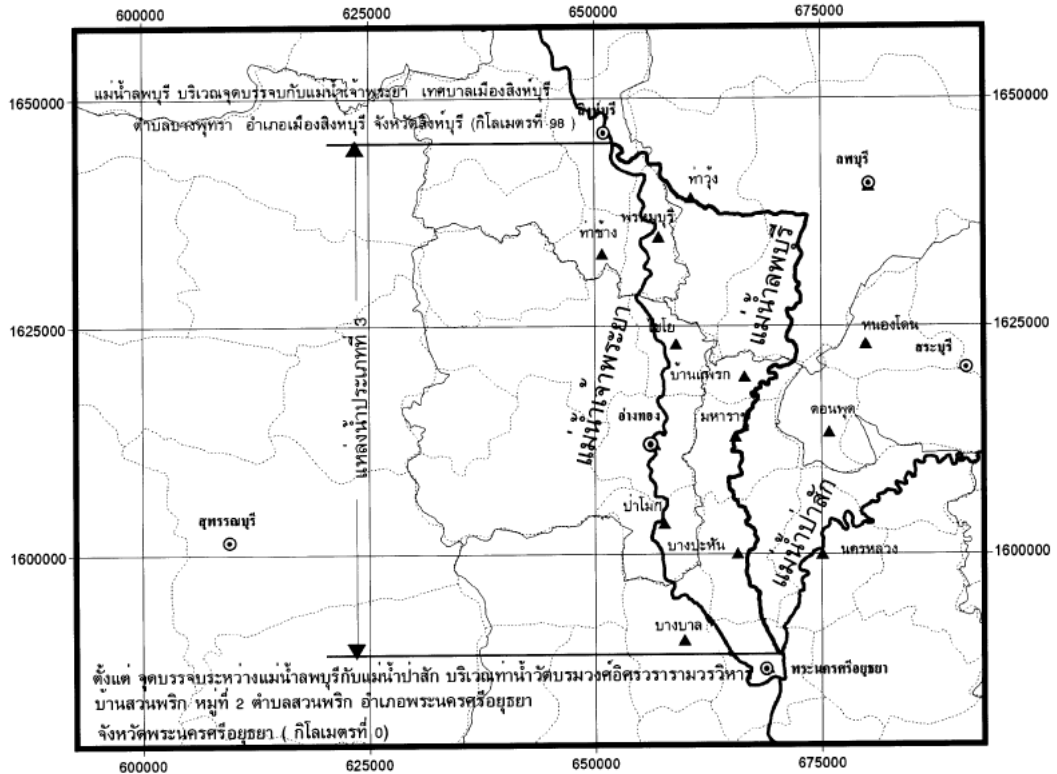 600000 625000 650000 675000
1650000 1650000
แม่น้ำลพบุรี บริเวณจุดบรรจบกับแม่น้ำเจ้าพระยา เทศบาลเมืองสิงห์บุรี
ตำบลบางพุทรา อำเภอเมืองสิงหบุรี จังหวัดสิงห์บุรี (กิโลเมตรที่ 98 )
สิงห์บุรี
ลพบุรี
ท่าวุ้ง
พรหมบุรี
ท่าช้าง
แม่น้ำลพบุรี
1625000 1625000
แหล่งน้ำประเภทที่ 3
แม่น้ำเจ้าพระยา
ไชโย
หนองโดน
สระบุรี
บ้านแพรก
อ่างทอง
มหาราช
ดอนพุด
ป่าโมก
แม่น้ำป่าสัก
สุพรรณบุรี
บางปะหัน
นครหลวง
1600000 1600000
บางบาล
พระนครศรีอยุธยา
ตั้งแต่ จุดบรรจบระหว่างแม่น้ำลพบุรีกับแม่น้ำป่าสัก บริเวณท่าน้ำวัดบรมวงศ์อิศรวรารามวรวิหาร
บ้านสวนพริก หมู่ที่ 2 ตำบลสวนพริก อำเภอพระนครศรีอยุธยา
จังหวัดพระนครศรีอยุธยา ( กิโลเมตรที่ 0)
600000 625000 650000 675000